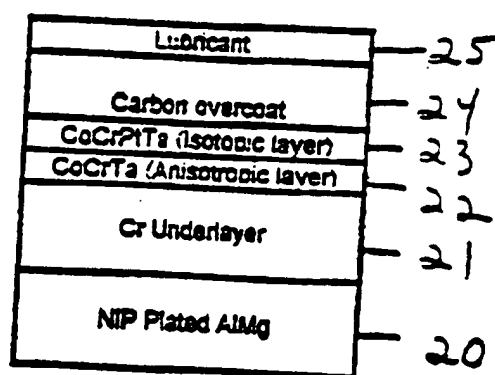 Lubricant 25
Carbon overcoat 24
CoCrPtTa (Isotopic layer) 23
CoCrTa (Anisotropic layer) 22
Cr Underlayer 21
NIP Plated AlMg 20